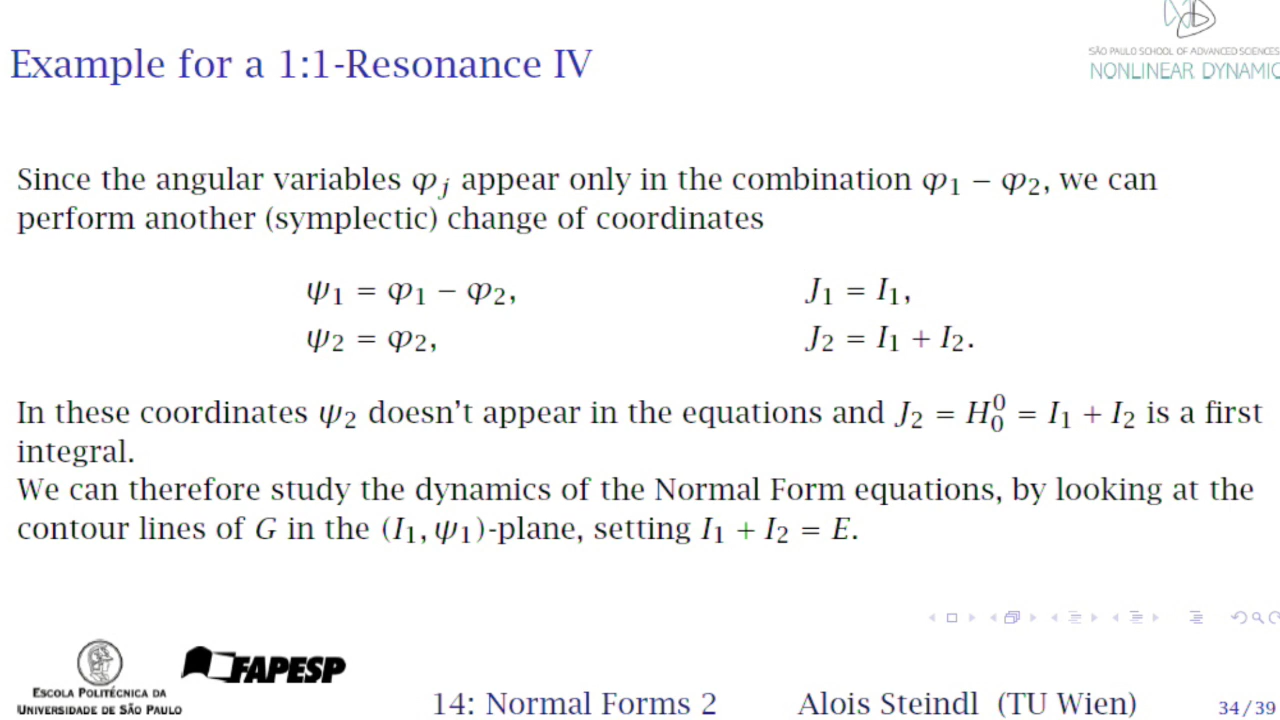 Example for a 1:1-Resonance IV
SÃO PAULO SCHOOL OF ADVANCED SCIENCES
NONLINEAR DYNAMIC
Since the angular variables φj appear only in the combination φ1 − φ2, we can
perform another (symplectic) change of coordinates
ψ1 = φ1 − φ2, J1 = I1,
ψ2 = φ2, J2 = I1 + I2.
In these coordinates ψ2 doesn't appear in the equations and J2 = H⁰₀ = I1 + I2 is a first
integral.
We can therefore study the dynamics of the Normal Form equations, by looking at the
contour lines of G in the (I1, ψ1)-plane, setting I1 + I2 = E.
ESCOLA POLITÉCNICA DA
UNIVERSIDADE DE SÃO PAULO
FAPESP
14: Normal Forms 2 Alois Steindl (TU Wien) 34/39